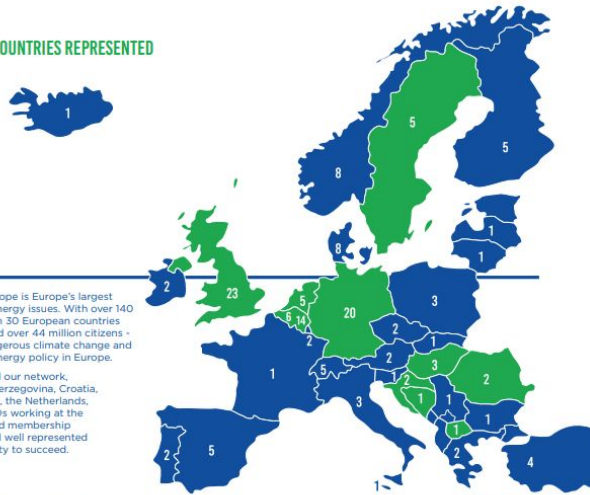 OUNTRIES REPRESENTED
1
5
5
8
8
1
1
2
23
5
6 14
20
3
2
2
1
2
1
5
1
2
3
2
3
1
1
1
1
2
5
2
4
1
ope is Europe's largest
nergy issues. With over 140
n 30 European countries
d over 44 million citizens -
gerous climate change and
nergy policy in Europe.
d our network,
erzegovina, Croatia,
, the Netherlands,
Os working at the
d membership
l well represented
ty to succeed.